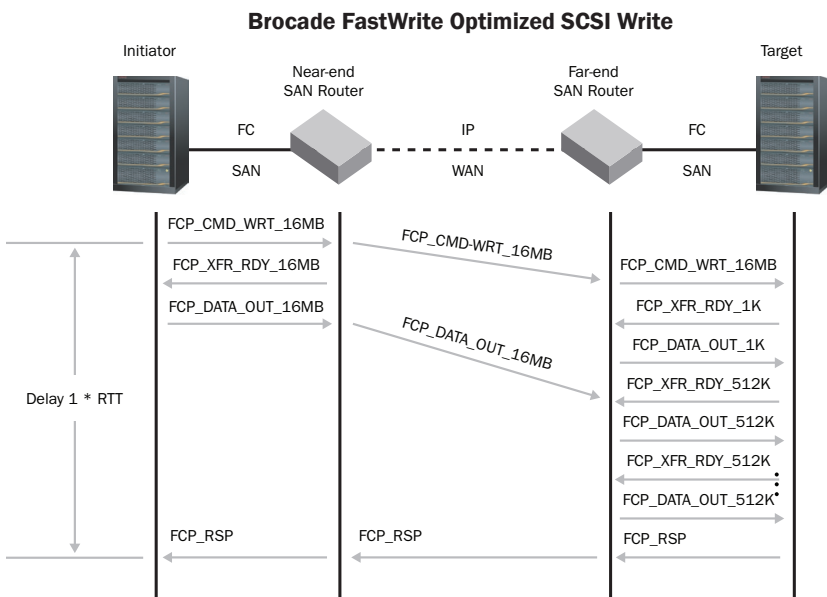 Brocade FastWrite Optimized SCSI Write
Initiator
Target
Near-end
SAN Router
Far-end
SAN Router
FC
SAN
IP
WAN
FC
SAN
FCP_CMD_WRT_16MB
FCP_CMD-WRT_16MB
FCP_XFR_RDY_16MB
FCP_CMD_WRT_16MB
FCP_DATA_OUT_16MB
FCP_XFR_RDY_1K
FCP_DATA_OUT_16MB
FCP_DATA_OUT_1K
FCP_XFR_RDY_512K
Delay 1 * RTT
FCP_DATA_OUT_512K
FCP_XFR_RDY_512K
FCP_DATA_OUT_512K
FCP_RSP
FCP_RSP
FCP_RSP